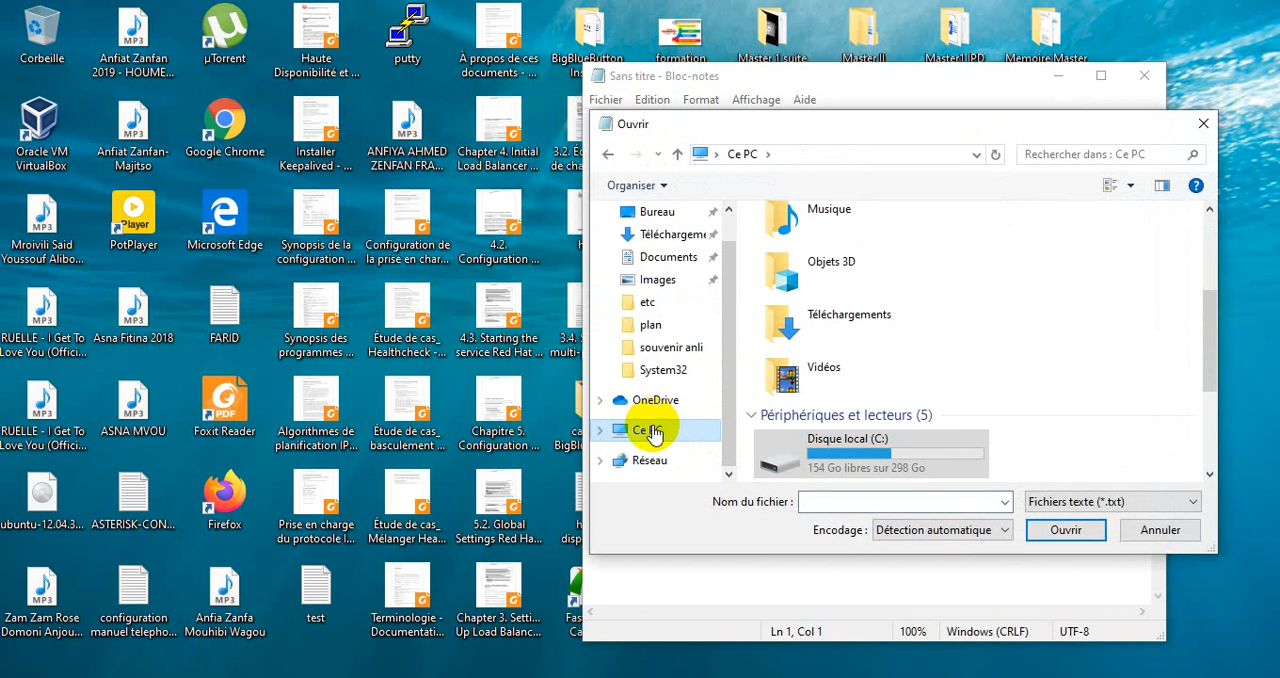 Corbeille
Anfiat Zanfan
2019 - HOUME...
µTorrent
Haute
Disponibilité et ...
putty
À propos de ces
documents - ...
BigBlueButton
formation
Master 1 suite
Master II
Master1 IPD
Memoire Master
Oracle VM
VirtualBox
Anfiat Zanfan-
Majitso
Google Chrome
Installer
Keepalived - ...
ANFIYA AHMED
ZENFAN FRA...
Chapter 4. Initial
Load Balancer ...
Mroivili Said
Youssouf Alibo...
PotPlayer
Microsoft Edge
Synopsis de la
configuration ...
Configuration de
la prise en char...
4.2.
Configuration ...
RUELLE - I Get To
Love You (Offici...
Asna Fitina 2018
FARID
Synopsis des
programmes ...
Étude de cas_
Healthcheck -...
4.3. Starting the
service Red Hat ...
RUELLE - I Get To
Love You (Offici...
ASNA MVOU
Foxit Reader
Algorithmes de
planification IP...
Étude de cas_
basculement ...
Chapitre 5.
Configuration ...
ubuntu-12.04.3...
ASTERISK-CON...
Firefox
Prise en charge
du protocole I...
Étude de cas_
Mélanger Hea...
5.2. Global
Settings Red Ha...
Zam Zam Rose
Domoni Anjou...
configuration
manuel telepho...
Anfia Zanfa
Mouhibi Wagou
test
Terminologie -
Documentati...
Chapter 3. Setti...
Up Load Balanc...
Sans titre - Bloc-notes
Fichier Edition Format Affichage Aide
Ouvrir
Ce PC
Rechercher dans : Ce PC
Organiser
Bureau
Téléchargeme
Documents
Images
etc
plan
souvenir anli
System32
OneDrive
Ce PC
Réseau
Musique
Objets 3D
Téléchargements
Vidéos
Périphériques et lecteurs (5)
Disque local (C:)
154 Go libres sur 298 Go
Nom du fichier :
Fichiers texte (*.txt)
Encodage :
Détection automatique
Ouvrir
Annuler
Ln 1, Col 1
100%
Windows (CRLF)
UTF-8